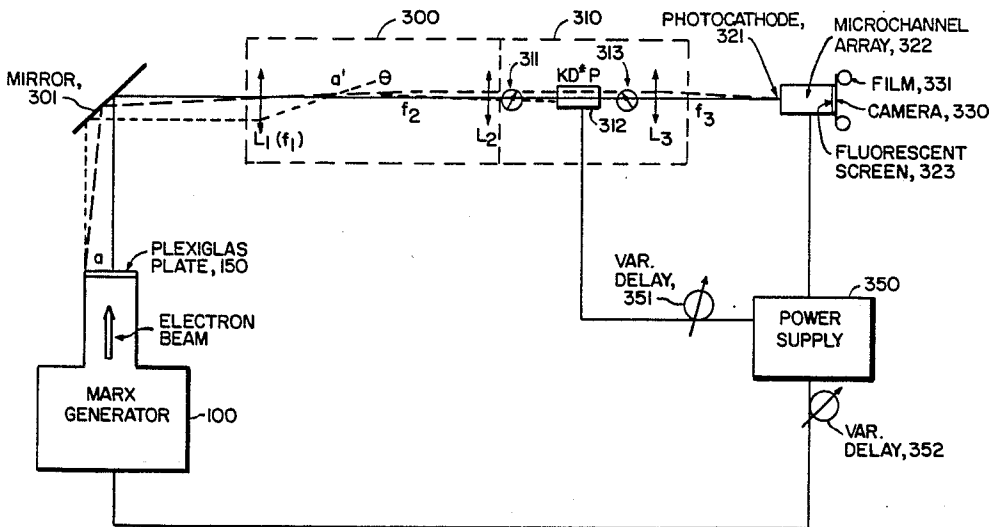 300
310
MIRROR,
301
L₁ (f₁)
a'
θ
f₂
L₂
311
KD*P
312
313
L₃
f₃
PHOTOCATHODE,
321
MICROCHANNEL
ARRAY, 322
FILM, 331
CAMERA, 330
FLUORESCENT
SCREEN, 323
a
PLEXIGLAS
PLATE, 150
ELECTRON
BEAM
MARX
GENERATOR
100
VAR.
DELAY,
351
350
POWER
SUPPLY
VAR.
DELAY, 352